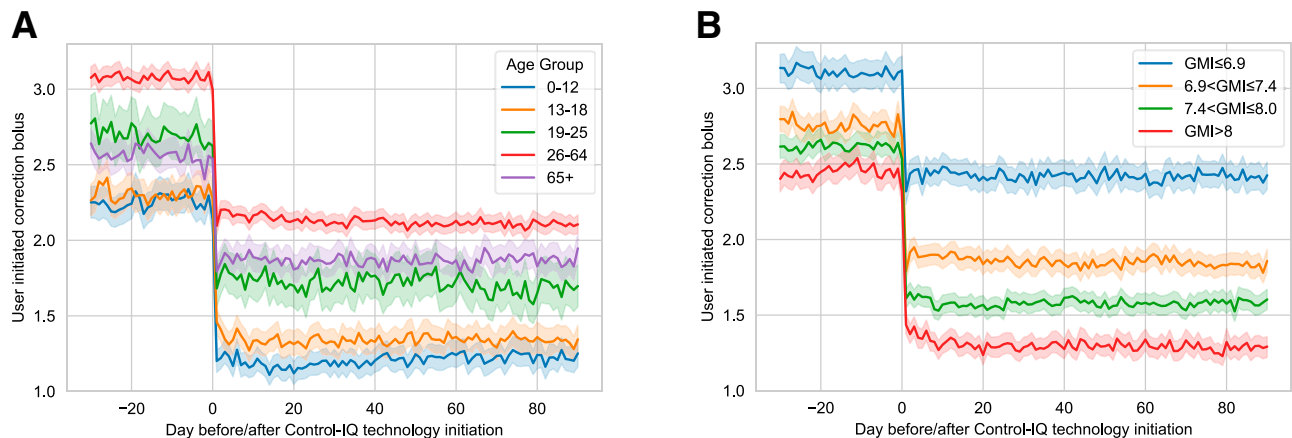 A
User initiated correction bolus
3.0
2.5
2.0
1.5
1.0
Age Group
0-12
13-18
19-25
26-64
65+
−20
0
20
40
60
80
Day before/after Control-IQ technology initiation
B
User initiated correction bolus
3.0
2.5
2.0
1.5
1.0
GMI≤6.9
6.9<GMI≤7.4
7.4<GMI≤8.0
GMI>8
−20
0
20
40
60
80
Day before/after Control-IQ technology initiation